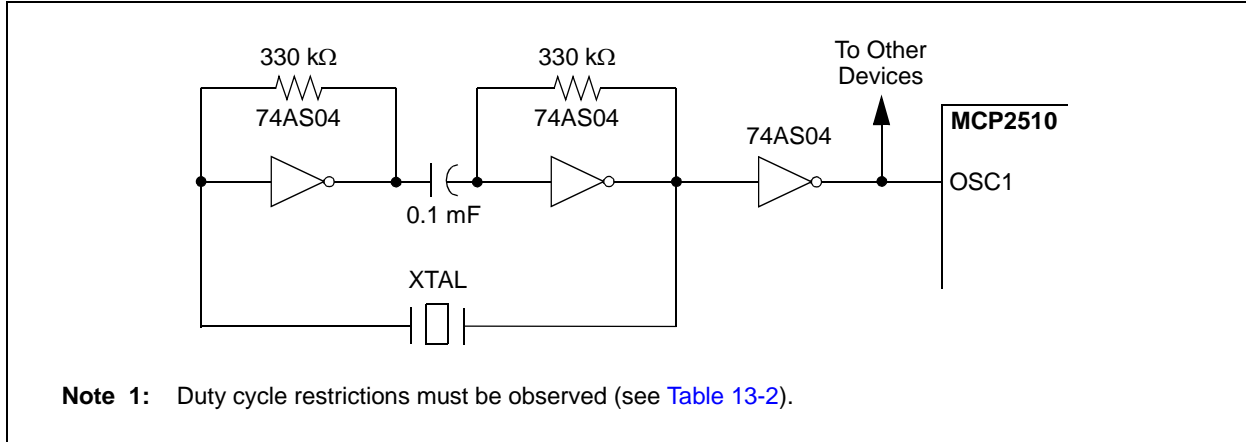 330 kΩ
330 kΩ
To Other
Devices
74AS04
74AS04
74AS04
MCP2510
OSC1
0.1 mF
XTAL
Note 1: Duty cycle restrictions must be observed (see Table 13-2).